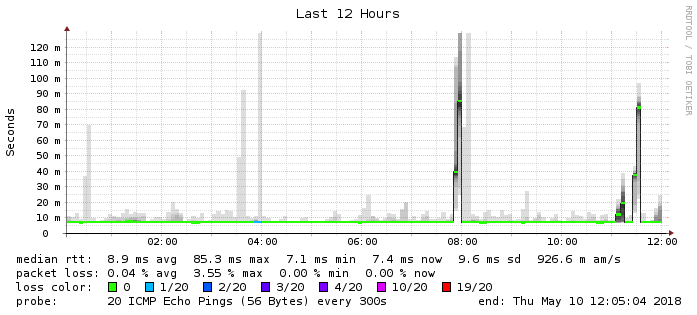 Last 12 Hours
RRDTOOL / TOBI OETIKER
Seconds
120 m
110 m
100 m
90 m
80 m
70 m
60 m
50 m
40 m
30 m
20 m
10 m
0
02:00 04:00 06:00 08:00 10:00 12:00
median rtt: 8.9 ms avg 85.3 ms max 7.1 ms min 7.4 ms now 9.6 ms sd 926.6 m am/s
packet loss: 0.04 % avg 3.55 % max 0.00 % min 0.00 % now
loss color: 0 1/20 2/20 3/20 4/20 10/20 19/20
probe: 20 ICMP Echo Pings (56 Bytes) every 300s end: Thu May 10 12:05:04 2018